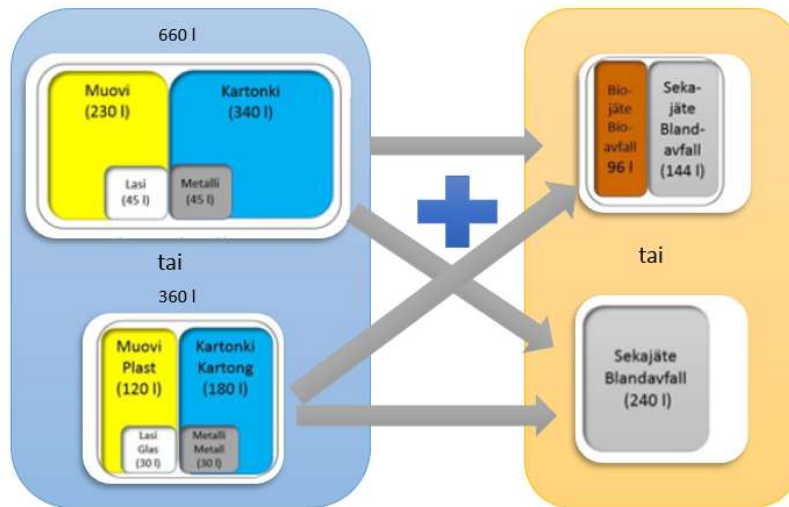 660 l
Muovi
(230 l)
Kartonki
(340 l)
Lasi
(45 l)
Metalli
(45 l)
tai
360 l
Muovi
Plast
(120 l)
Kartonki
Kartong
(180 l)
Lasi
Glas
(30 l)
Metalli
Metall
(30 l)
Bio-
jäte
Bio-
avfall
96 l
Seka-
jäte
Bland-
avfall
(144 l)
tai
Sekajäte
Blandavfall
(240 l)